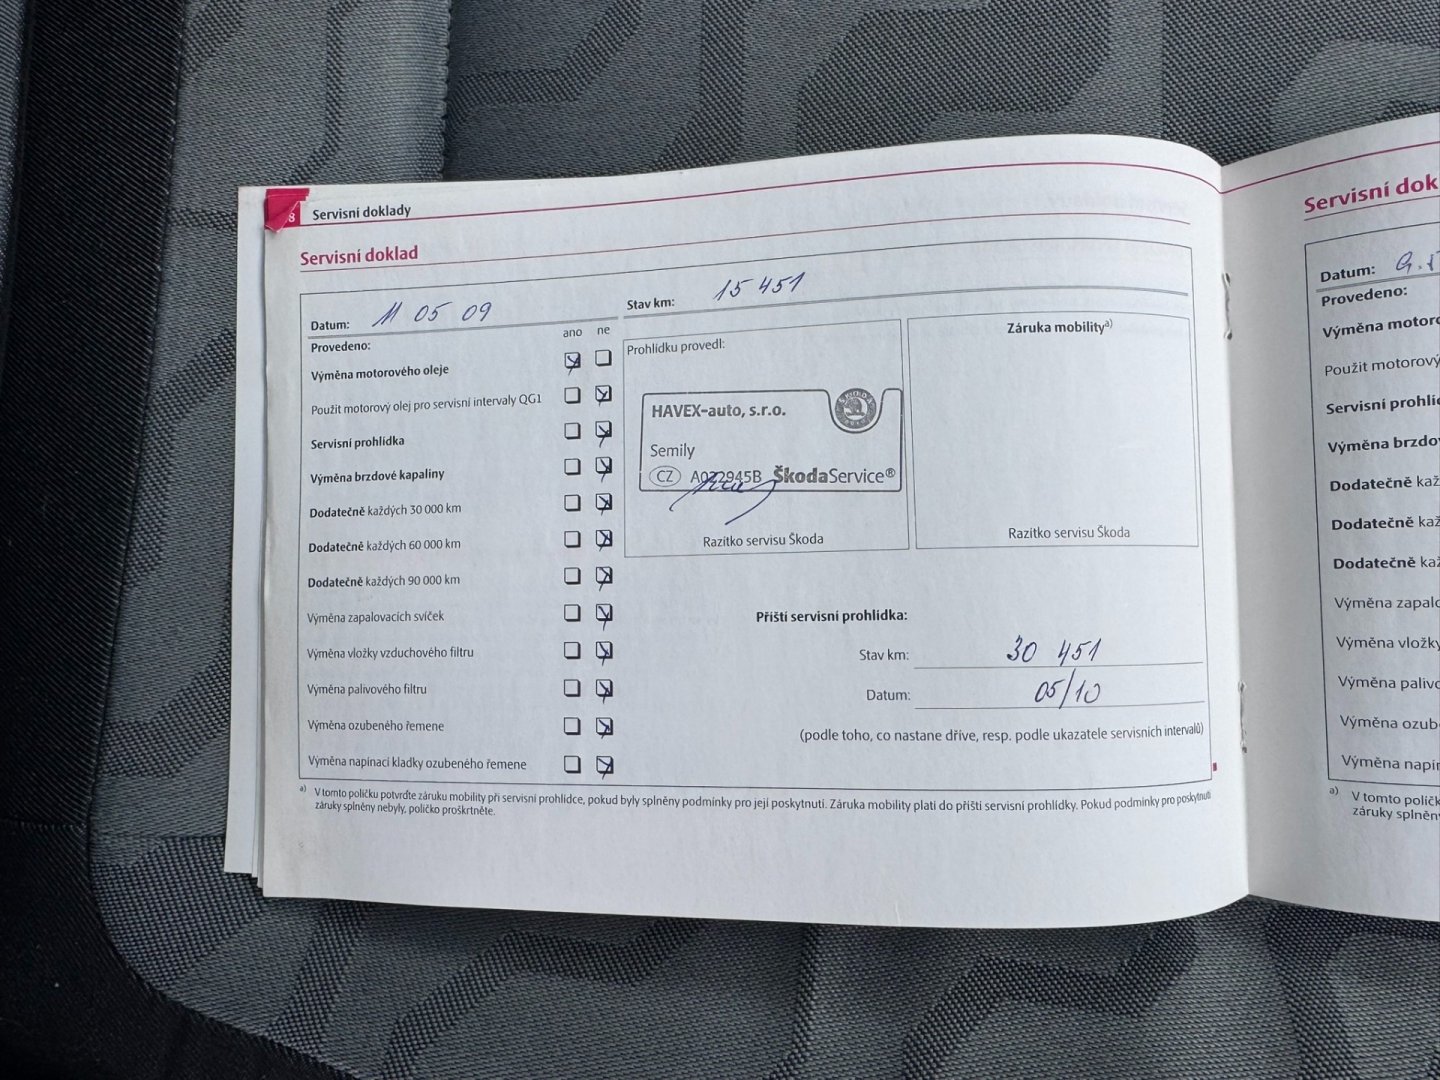 8 Servisní doklady
Servisní doklad
Datum: 11 05 09
Stav km: 15 451
Provedeno:
ano ne
Výměna motorového oleje
Použit motorový olej pro servisní intervaly QG1
Servisní prohlídka
Výměna brzdové kapaliny
Dodatečně každých 30 000 km
Dodatečně každých 60 000 km
Dodatečně každých 90 000 km
Výměna zapalovacích svíček
Výměna vložky vzduchového filtru
Výměna palivového filtru
Výměna ozubeného řemene
Výměna napínací kladky ozubeného řemene
Prohlídku provedl:
HAVEX-auto, s.r.o.
Semily
CZ A022945B ŠkodaService®
Razítko servisu Škoda
Záruka mobility a)
Razítko servisu Škoda
Příští servisní prohlídka:
Stav km: 30 451
Datum: 05/10
(podle toho, co nastane dříve, resp. podle ukazatele servisních intervalů)
a) V tomto políčku potvrďte záruku mobility při servisní prohlídce, pokud byly splněny podmínky pro její poskytnutí. Záruka mobility platí do příští servisní prohlídky. Pokud podmínky pro poskytnutí
záruky splněny nebyly, políčko proškrtněte.
Servisní dok
Datum:
Provedeno:
Výměna motoro
Použit motorový
Servisní prohlí
Výměna brzdo
Dodatečně kaž
Dodatečně kaž
Dodatečně kaž
Výměna zapalo
Výměna vložky
Výměna palivo
Výměna ozub
Výměna napín
a) V tomto políčk
záruky splněn